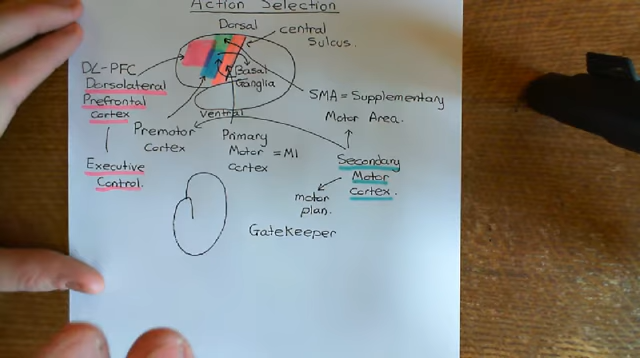 Action Selection
Dorsal
central
Sulcus.
DL-PFC
Dorsolateral
Prefrontal
cortex
Executive
Control.
Basal
Ganglia
Ventral
Premotor
Cortex
Primary
Motor = M1
cortex
SMA = Supplementary
Motor Area.
Secondary
Motor
Cortex.
motor
plan.
Gatekeeper